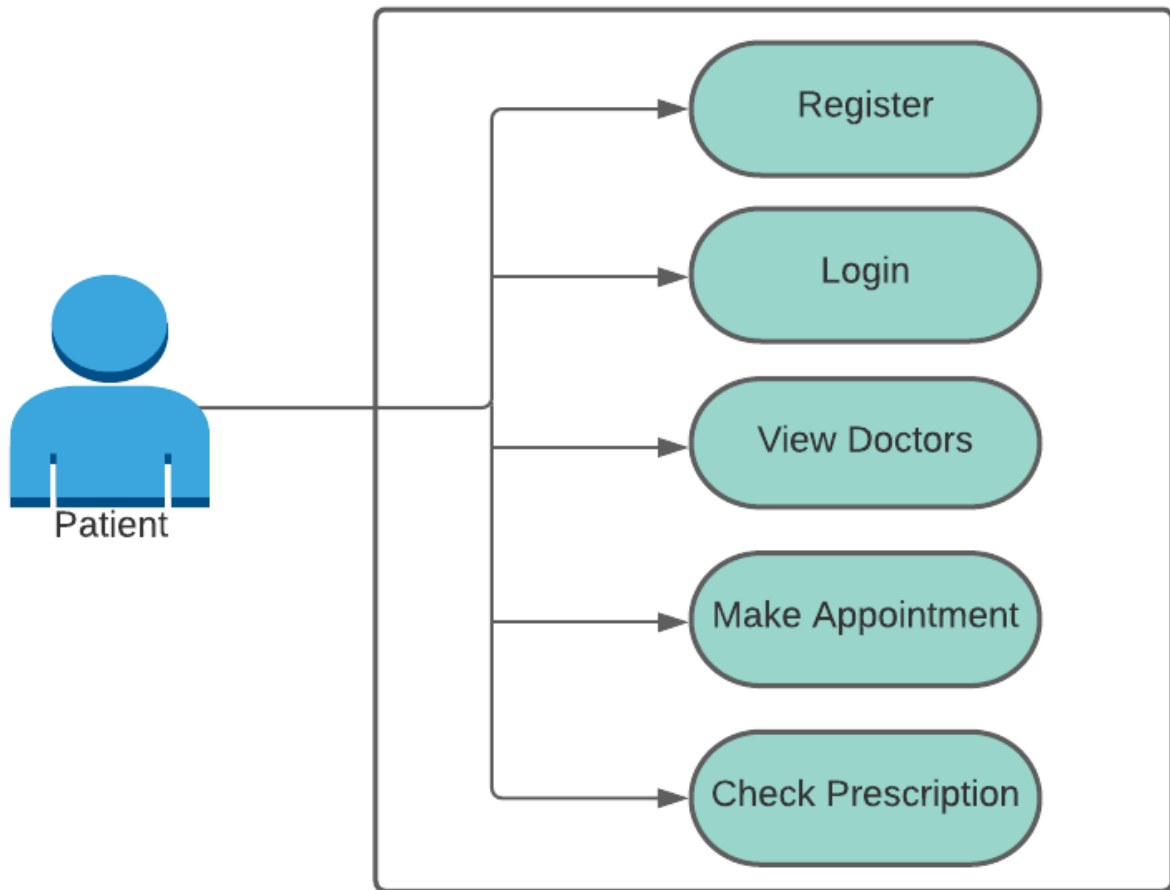 Register
Login
View Doctors
Patient
Make Appointment
Check Prescription